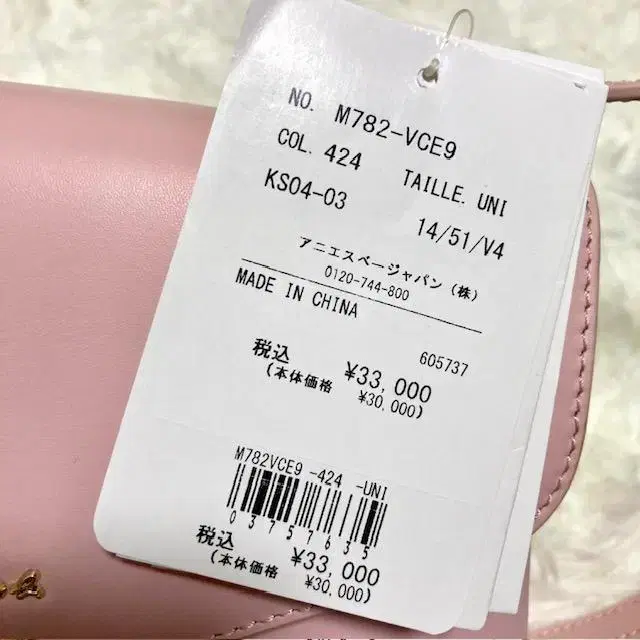 NO. M782-VCE9
COL. 424 TAILLE. UNI
KS04-03 14/51/V4
アニエスベージャパン(株)
0120-744-800
MADE IN CHINA
605737
税込 ¥33,000
(本体価格 ¥30,000)
M782VCE9 -424 -UNI
03757635
税込 ¥33,000
(本体価格 ¥30,000)